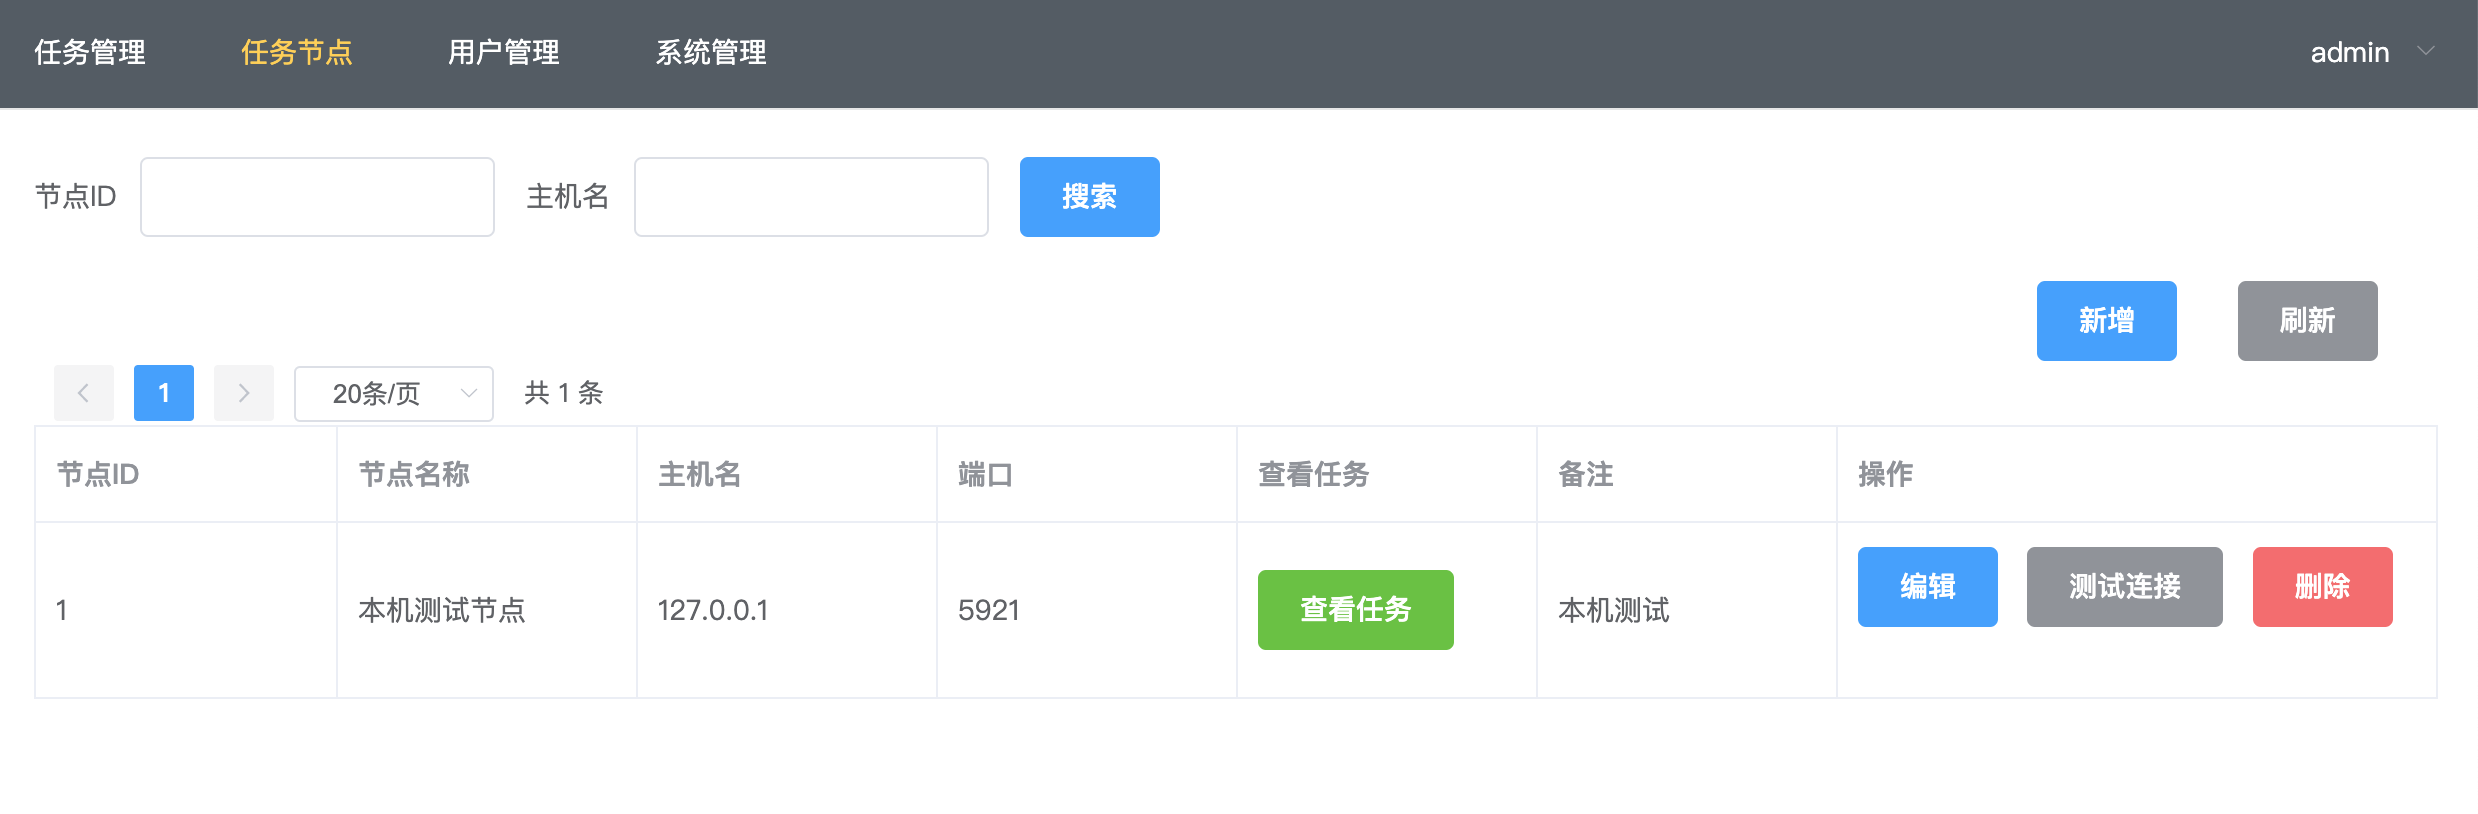 任务管理 任务节点 用户管理 系统管理 admin
节点ID 主机名 搜索
新增 刷新
1 20条/页 共 1 条
节点ID 节点名称 主机名 端口 查看任务 备注 操作
1 本机测试节点 127.0.0.1 5921 查看任务 本机测试 编辑 测试连接 删除